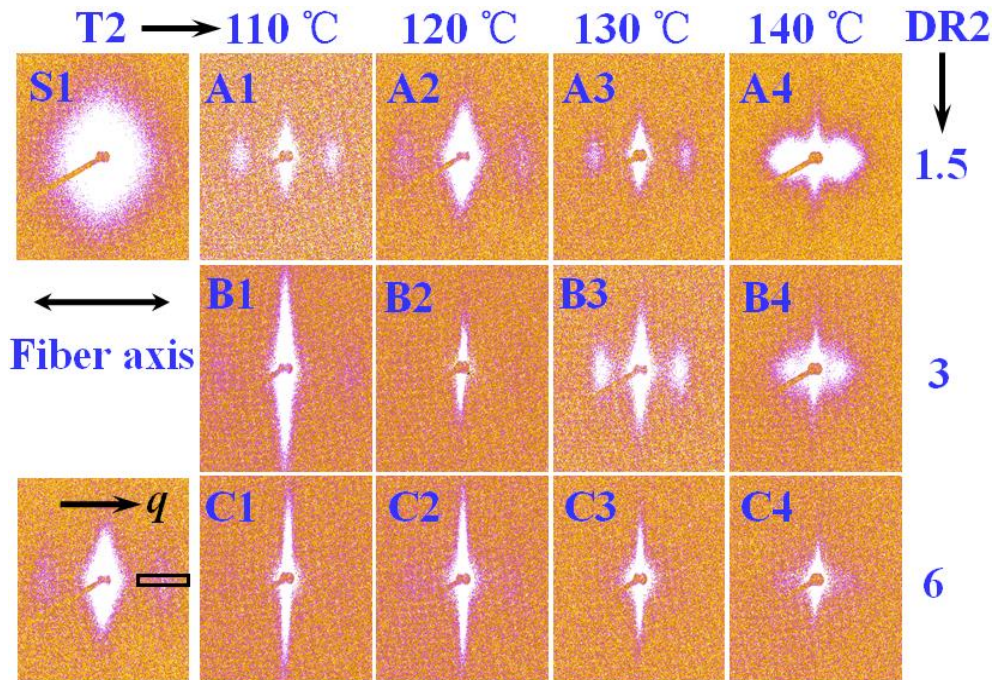 T2 110 ℃ 120 ℃ 130 ℃ 140 ℃ DR2
S1 A1 A2 A3 A4
1.5
B1 B2 B3 B4
Fiber axis
3
q C1 C2 C3 C4
6